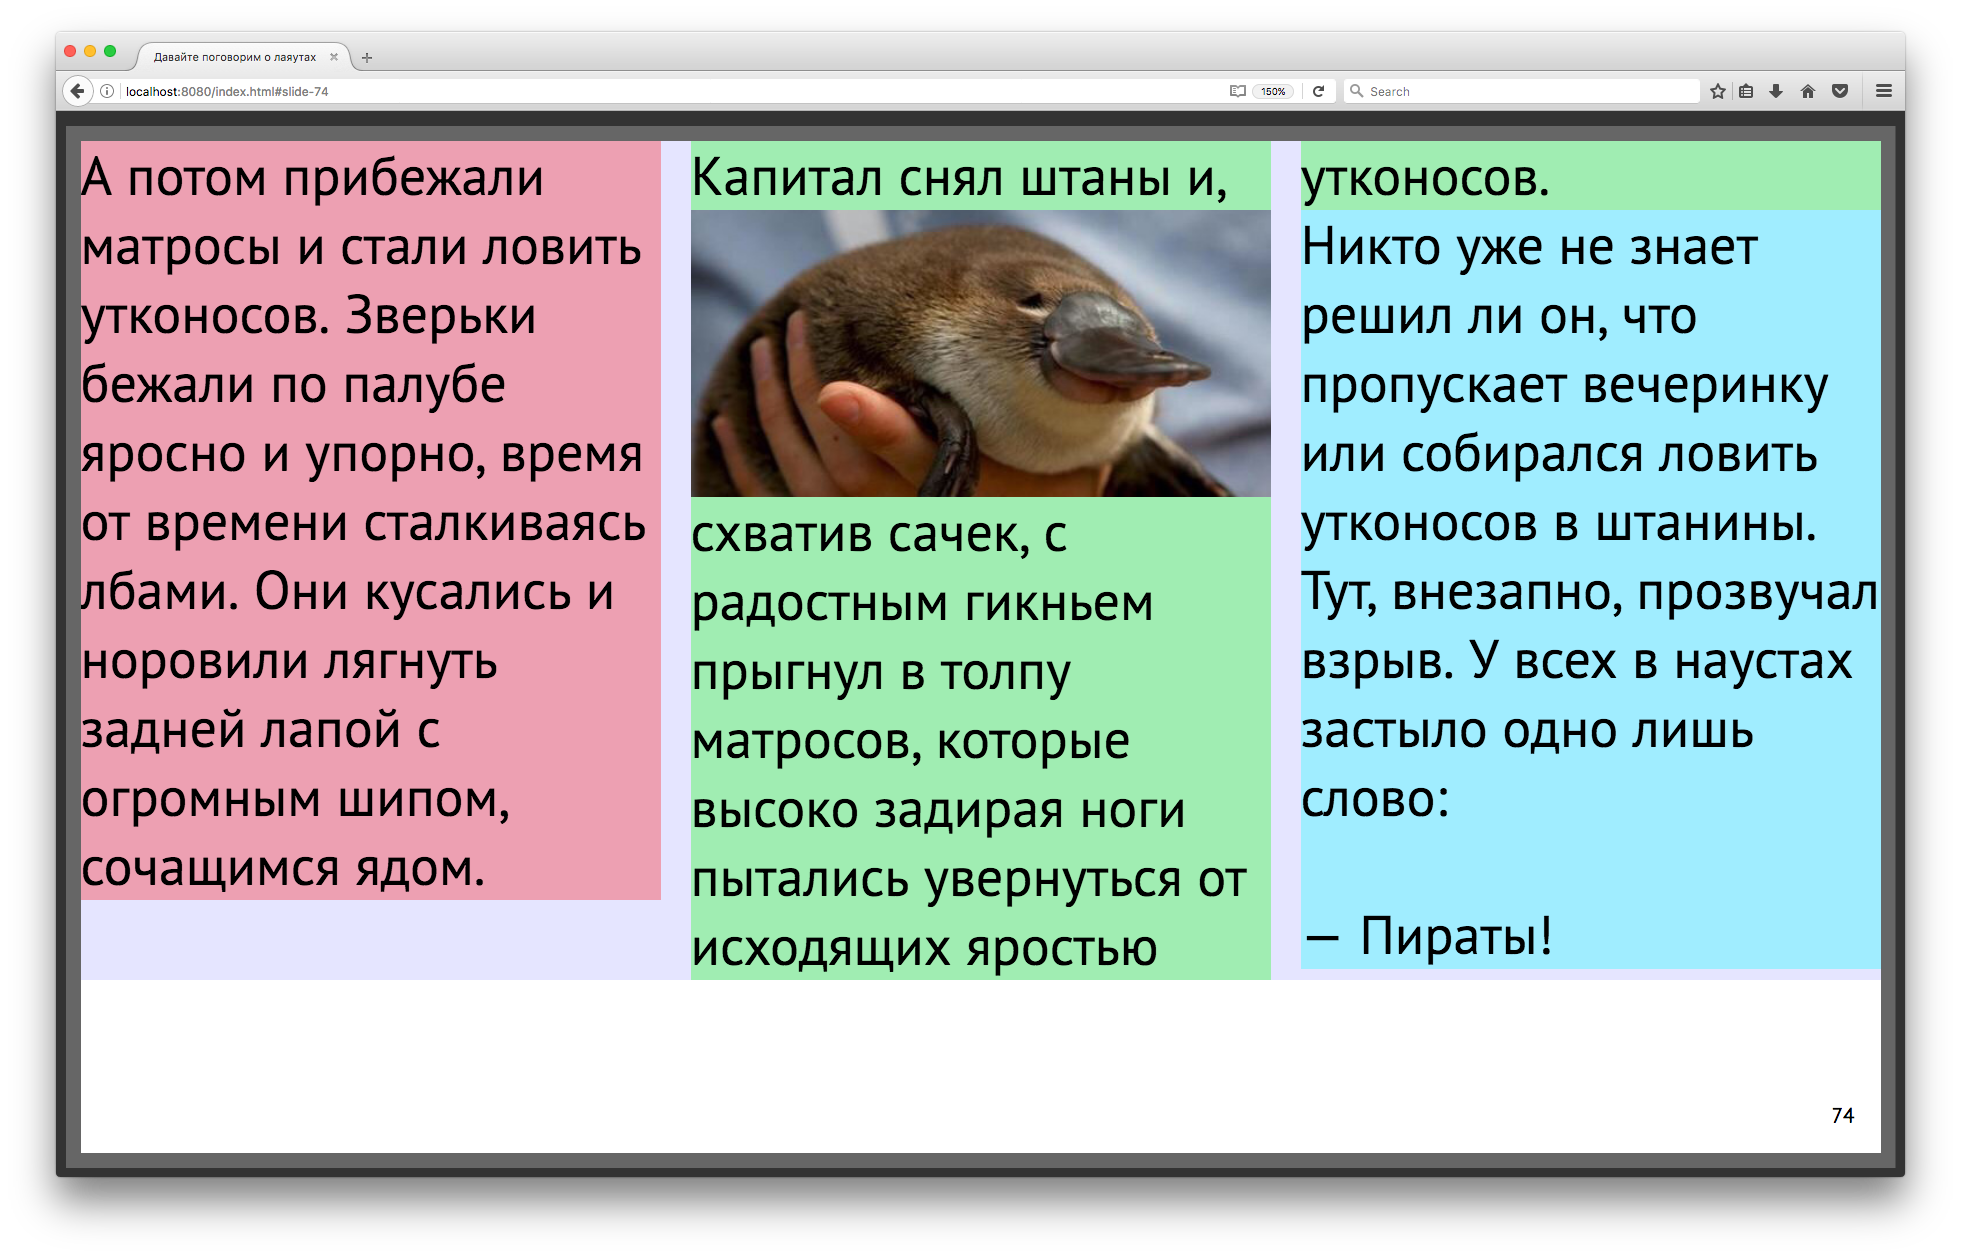 Давайте поговорим о лаяутах
localhost:8080/index.html#slide-74
150%
Search
А потом прибежали
матросы и стали ловить
утконосов. Зверьки
бежали по палубе
яросно и упорно, время
от времени сталкиваясь
лбами. Они кусались и
норовили лягнуть
задней лапой с
огромным шипом,
сочащимся ядом.
Капитал снял штаны и,
схватив сачек, с
радостным гикньем
прыгнул в толпу
матросов, которые
высоко задирая ноги
пытались увернуться от
исходящих яростью
утконосов.
Никто уже не знает
решил ли он, что
пропускает вечеринку
или собирался ловить
утконосов в штанины.
Тут, внезапно, прозвучал
взрыв. У всех в наустах
застыло одно лишь
слово:
— Пираты!
74